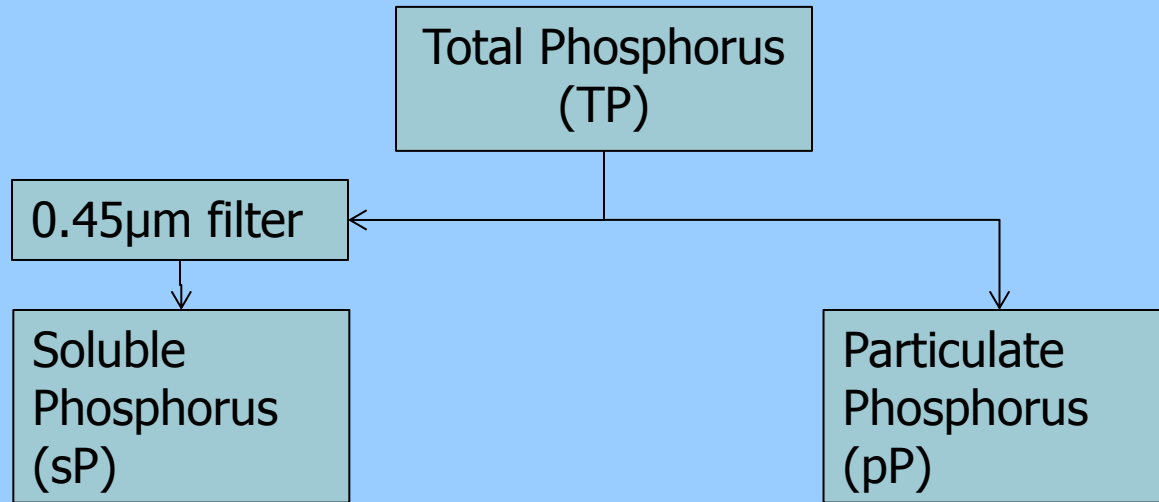 Total Phosphorus
(TP)
0.45µm filter
Soluble
Phosphorus
(sP)
Particulate
Phosphorus
(pP)